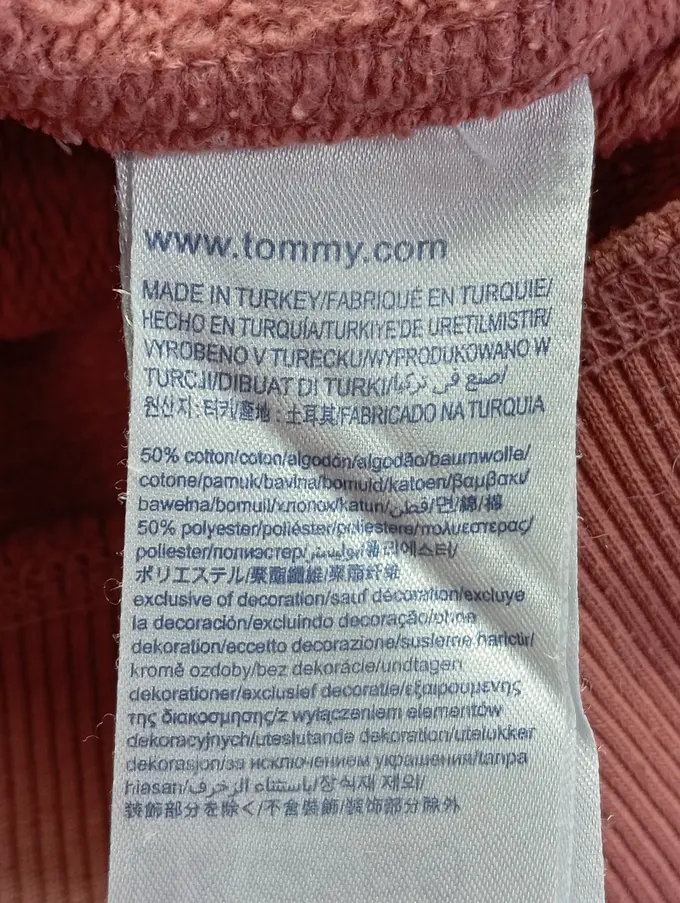 www.tommy.com
MADE IN TURKEY/FABRIQUÉ EN TURQUIE/
HECHO EN TURQUÍA/TURKIYE'DE URETILMISTIR/
VYROBENO V TURECKU/WYPRODUKOWANO W
TURCJI/DIBUAT DI TURKI/صنع في تركيا/
원산지:터키/產地:土耳其/FABRICADO NA TURQUIA
50% cotton/coton/algodón/algodão/baumwolle/
cotone/pamuk/bavlna/bomuld/katoen/βαμβακι/
bawełna/bomull/хлопок/katun/قطن/면/綿/棉
50% polyester/poliéster/poliestere/πολυεστερας/
poliester/полиэстер/بوليستر/폴리에스터/
ポリエステル/聚酯纖維/聚酯纤维
exclusive of decoration/sauf décoration/excluye
la decoración/excluindo decoração/ohne
dekoration/eccetto decorazione/susleme harictir/
kromě ozdoby/bez dekorácie/undtagen
dekorationer/exclusief decoratie/εξαιρουμενης
της διακοσμησης/z wyłączeniem elementów
dekoracyjnych/uteslutande dekoration/utelukker
dekorasjon/за исключением украшения/tanpa
hiasan/باستثناء الزخرف/장식재 제외/
装飾部分を除く/不含裝飾/装饰部分除外